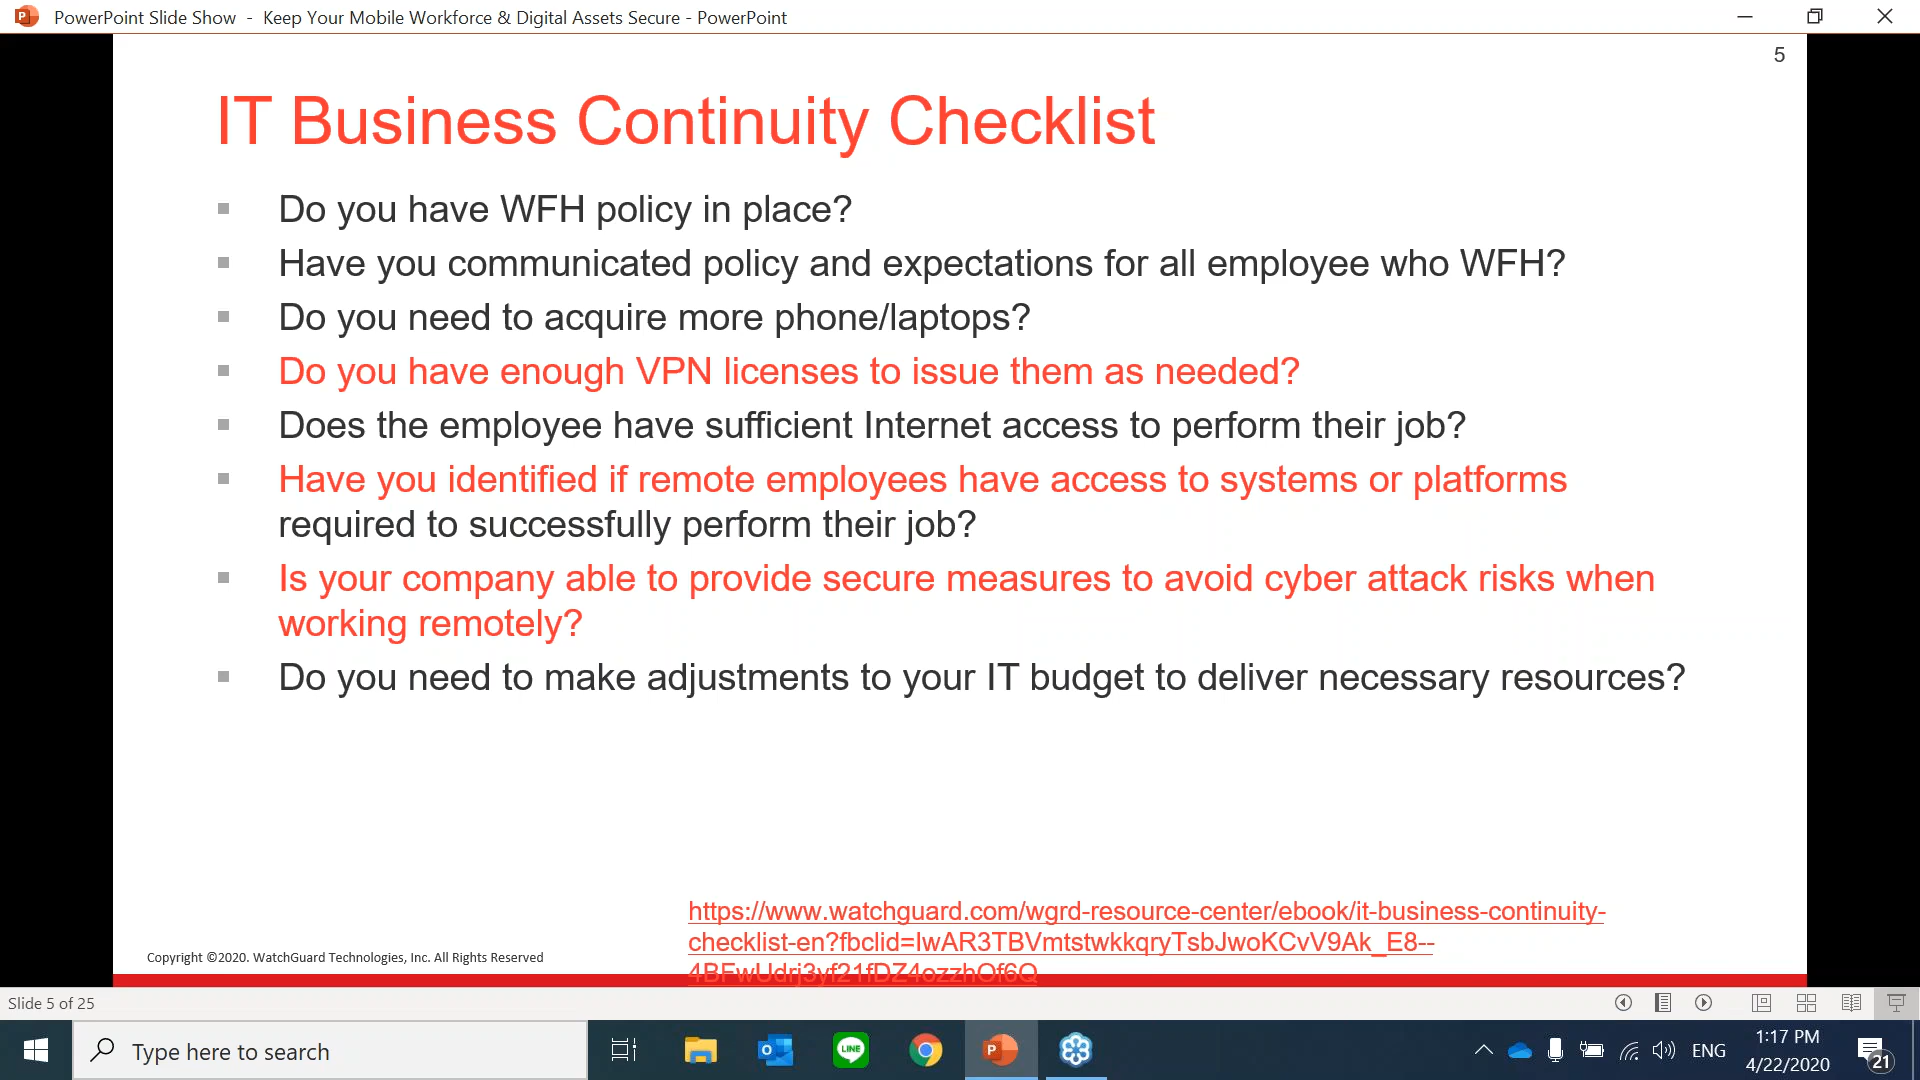 PowerPoint Slide Show - Keep Your Mobile Workforce & Digital Assets Secure - PowerPoint
5
IT Business Continuity Checklist
Do you have WFH policy in place?
Have you communicated policy and expectations for all employee who WFH?
Do you need to acquire more phone/laptops?
Do you have enough VPN licenses to issue them as needed?
Does the employee have sufficient Internet access to perform their job?
Have you identified if remote employees have access to systems or platforms
required to successfully perform their job?
Is your company able to provide secure measures to avoid cyber attack risks when
working remotely?
Do you need to make adjustments to your IT budget to deliver necessary resources?
https://www.watchguard.com/wgrd-resource-center/ebook/it-business-continuity-
checklist-en?fbclid=IwAR3TBVmtstwkkqryTsbJwoKCvV9Ak_E8--
4BFwUdrj3yf21fDZ4ozzhOf6Q
Copyright ©2020. WatchGuard Technologies, Inc. All Rights Reserved
Slide 5 of 25
Type here to search
LINE
ENG
1:17 PM
4/22/2020
21